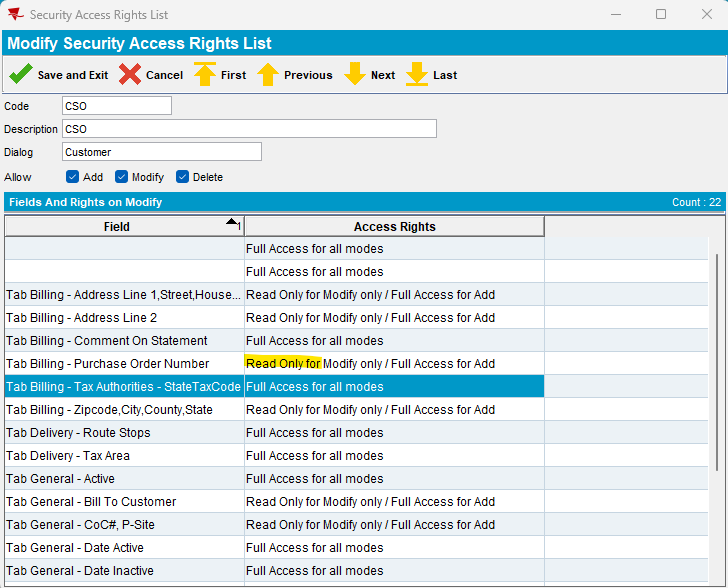 Security Access Rights List
Modify Security Access Rights List
Save and Exit Cancel First Previous Next Last
Code CSO
Description CSO
Dialog Customer
Allow Add Modify Delete
Fields And Rights on Modify Count : 22
Field 1 Access Rights
Full Access for all modes
Full Access for all modes
Tab Billing - Address Line 1,Street,House... Read Only for Modify only / Full Access for Add
Tab Billing - Address Line 2 Read Only for Modify only / Full Access for Add
Tab Billing - Comment On Statement Full Access for all modes
Tab Billing - Purchase Order Number Read Only for Modify only / Full Access for Add
Tab Billing - Tax Authorities - StateTaxCode Full Access for all modes
Tab Billing - Zipcode,City,County,State Read Only for Modify only / Full Access for Add
Tab Delivery - Route Stops Full Access for all modes
Tab Delivery - Tax Area Full Access for all modes
Tab General - Active Full Access for all modes
Tab General - Bill To Customer Read Only for Modify only / Full Access for Add
Tab General - CoC#, P-Site Read Only for Modify only / Full Access for Add
Tab General - Date Active Full Access for all modes
Tab General - Date Inactive Full Access for all modes